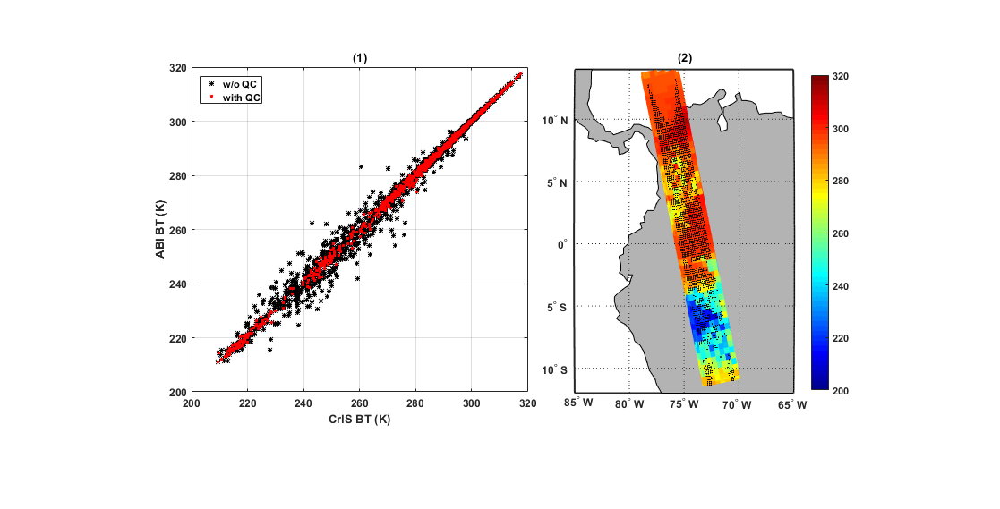 (1)
320
300
280
260
240
220
200
ABI BT (K)
w/o QC
with QC
200
220
240
260
280
300
320
CrIS BT (K)
(2)
10° N
5° N
0°
5° S
10° S
85° W
80° W
75° W
70° W
65° W
320
300
280
260
240
220
200